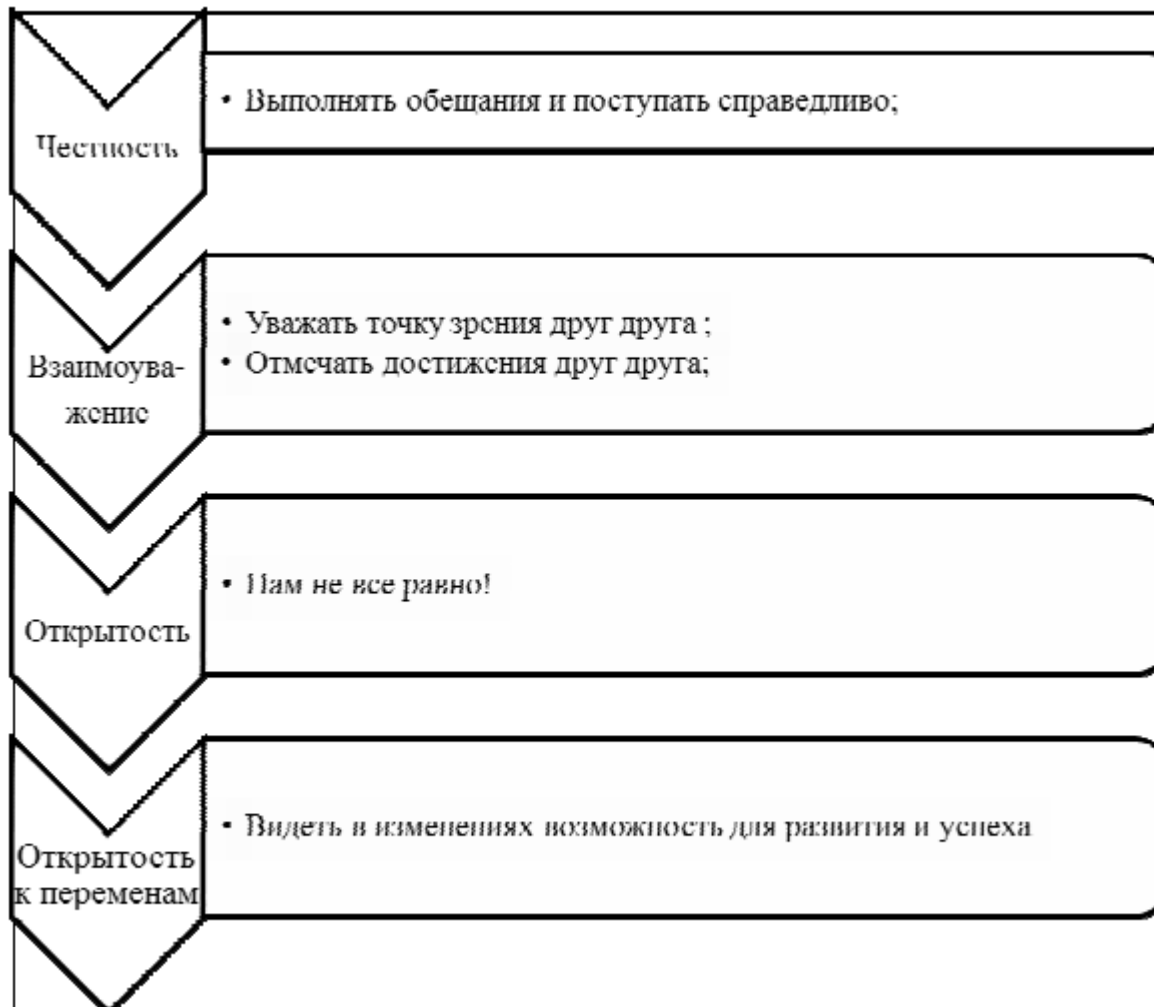 Честность
• Выполнять обещания и поступать справедливо;
Взаимоува-
жение
• Уважать точку зрения друг друга ;
• Отмечать достижения друг друга;
Открытость
• Нам не все равно!
Открытость
к переменам
• Видеть в изменениях возможность для развития и успеха